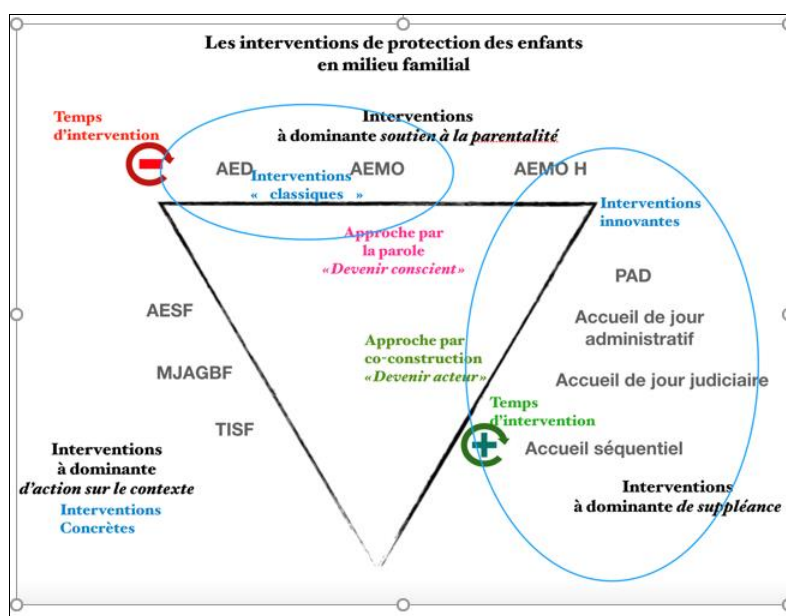 Les interventions de protection des enfants
en milieu familial
Temps
d'intervention
Interventions
à dominante soutien à la parentalité
AED
AEMO
AEMO H
Interventions
« classiques »
Interventions
innovantes
Approche par
la parole
«Devenir conscient»
PAD
AESF
Accueil de jour
administratif
Approche par
co-construction
«Devenir acteur»
MJAGBF
Accueil de jour judiciaire
Temps
d'intervention
TISF
Accueil séquentiel
Interventions
à dominante
d'action sur le contexte
Interventions
Concrètes
Interventions
à dominante de suppléance